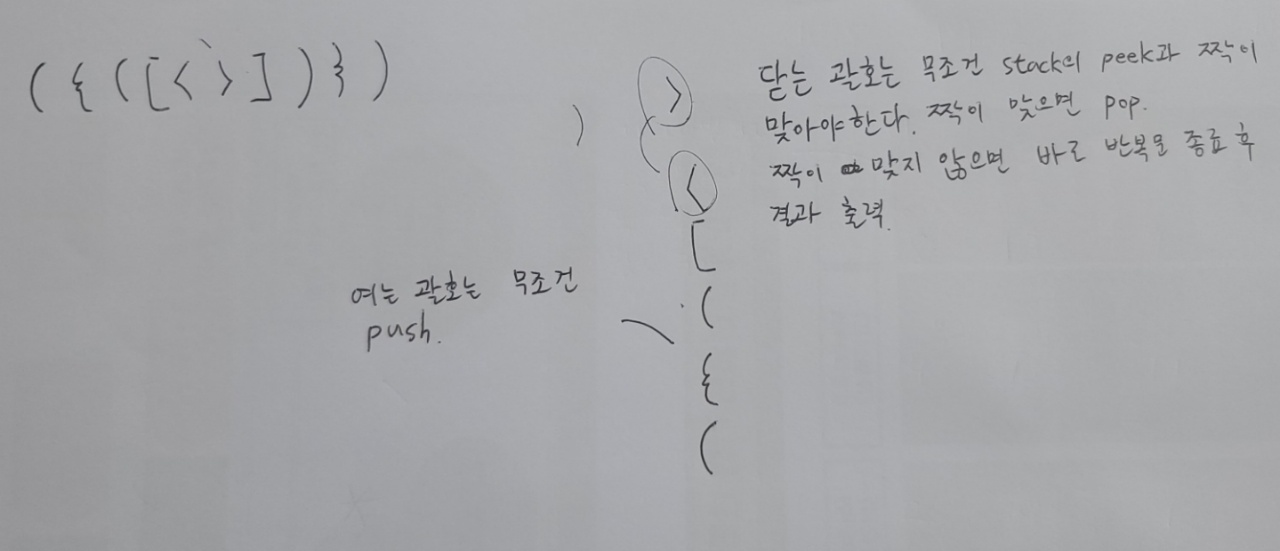 ({([<>])})
)
>
<
[
(
{
(
닫는 괄호는 무조건 stack의 peek과 짝이
맞아야한다. 짝이 맞으면 pop.
짝이 맞지 않으면 바로 반복문 종료 후
결과 출력.
여는 괄호는 무조건
push.